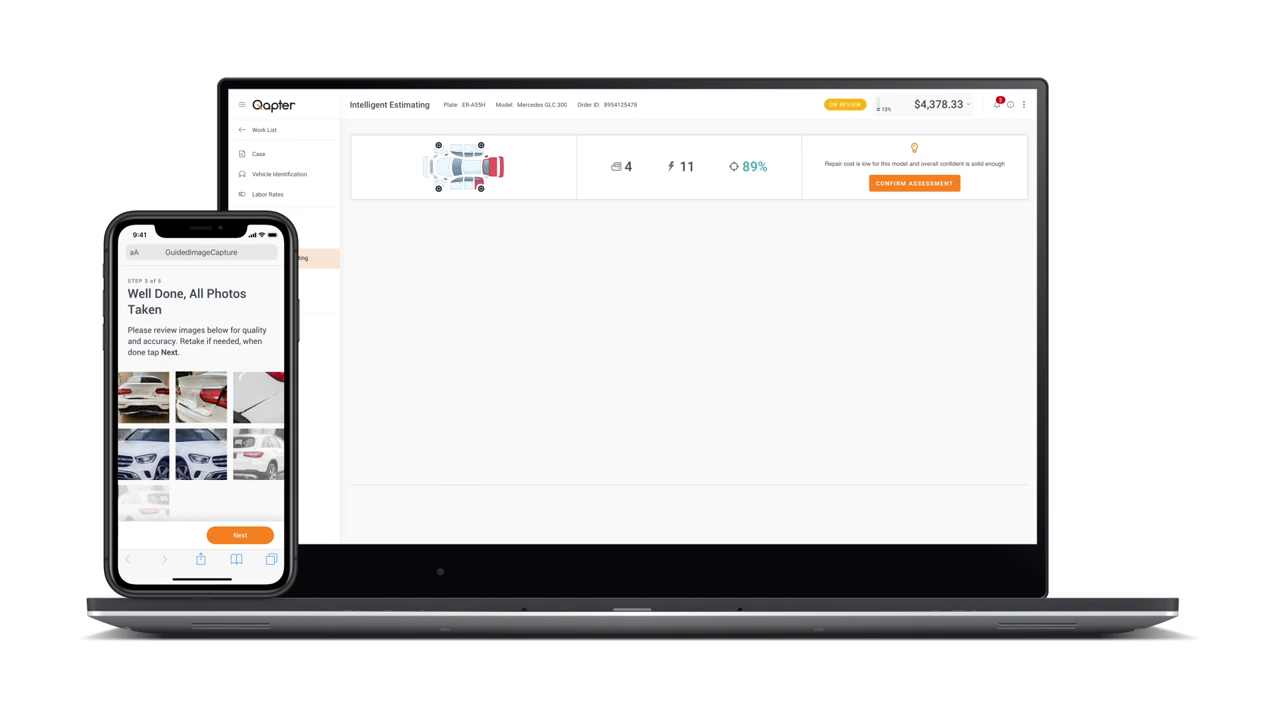 Qapter
Intelligent Estimating Plate: ER-A55H Model: Mercedes GLC 300 Order ID: 8954125478
ON REVIEW
= 13%
$4,378.33
2
Work List
Case
Vehicle Identification
Labor Rates
4
11
89%
Repair cost is low for this model and overall confident is solid enough
CONFIRM ASSESSMENT
9:41
aA GuidedImageCapture
STEP 3 of 5
Well Done, All Photos
Taken
Please review images below for quality
and accuracy. Retake if needed, when
done tap Next.
Next